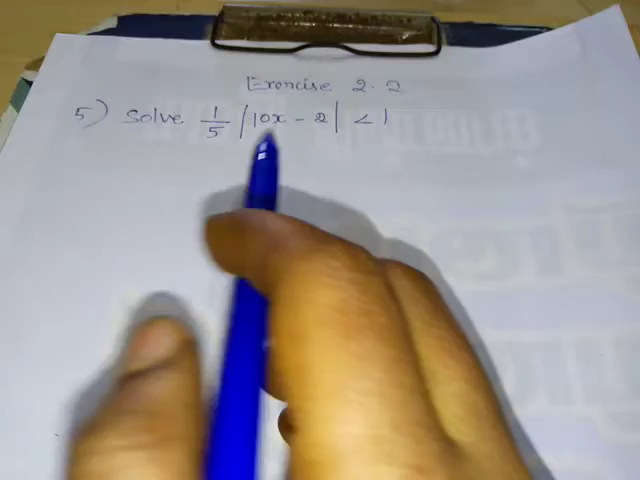 Exercise 2.2
5) Solve 1/5 |10x - 2| < 1